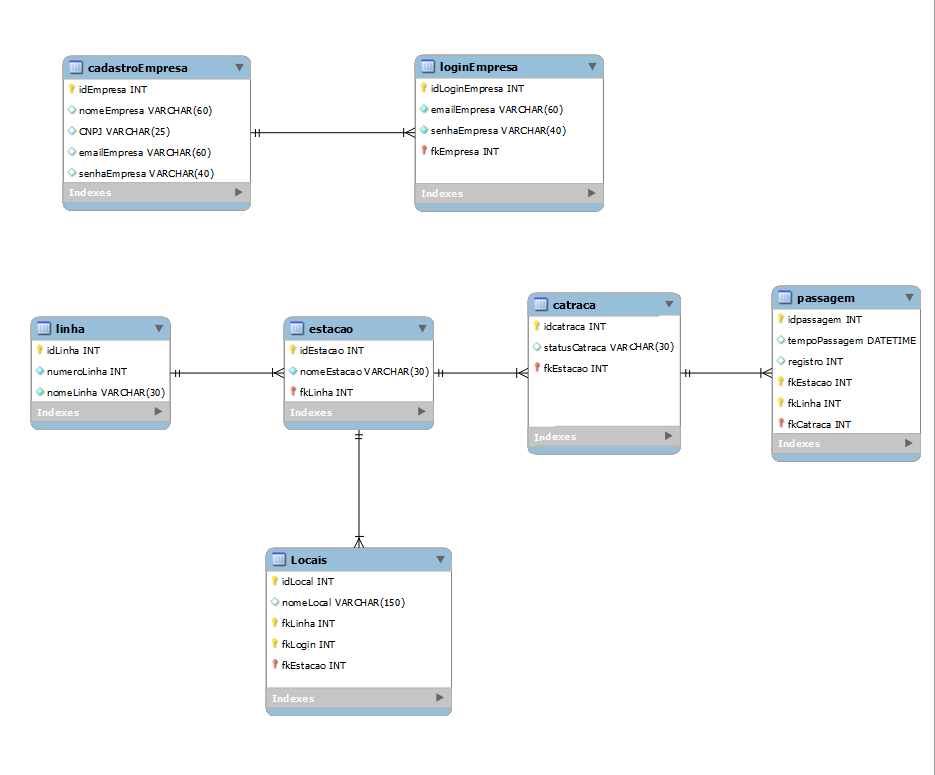 cadastroEmpresa
idEmpresa INT
nomeEmpresa VARCHAR(60)
CNPJ VARCHAR(25)
emailEmpresa VARCHAR(60)
senhaEmpresa VARCHAR(40)
Indexes
loginEmpresa
idLoginEmpresa INT
emailEmpresa VARCHAR(60)
senhaEmpresa VARCHAR(40)
fkEmpresa INT
Indexes
linha
idLinha INT
numeroLinha INT
nomeLinha VARCHAR(30)
Indexes
estacao
idEstacao INT
nomeEstacao VARCHAR(30)
fkLinha INT
Indexes
catraca
idcatraca INT
statusCatraca VARCHAR(30)
fkEstacao INT
Indexes
passagem
idpassagem INT
tempoPassagem DATETIME
registro INT
fkEstacao INT
fkLinha INT
fkCatraca INT
Indexes
Locais
idLocal INT
nomeLocal VARCHAR(150)
fkLinha INT
fkLogin INT
fkEstacao INT
Indexes